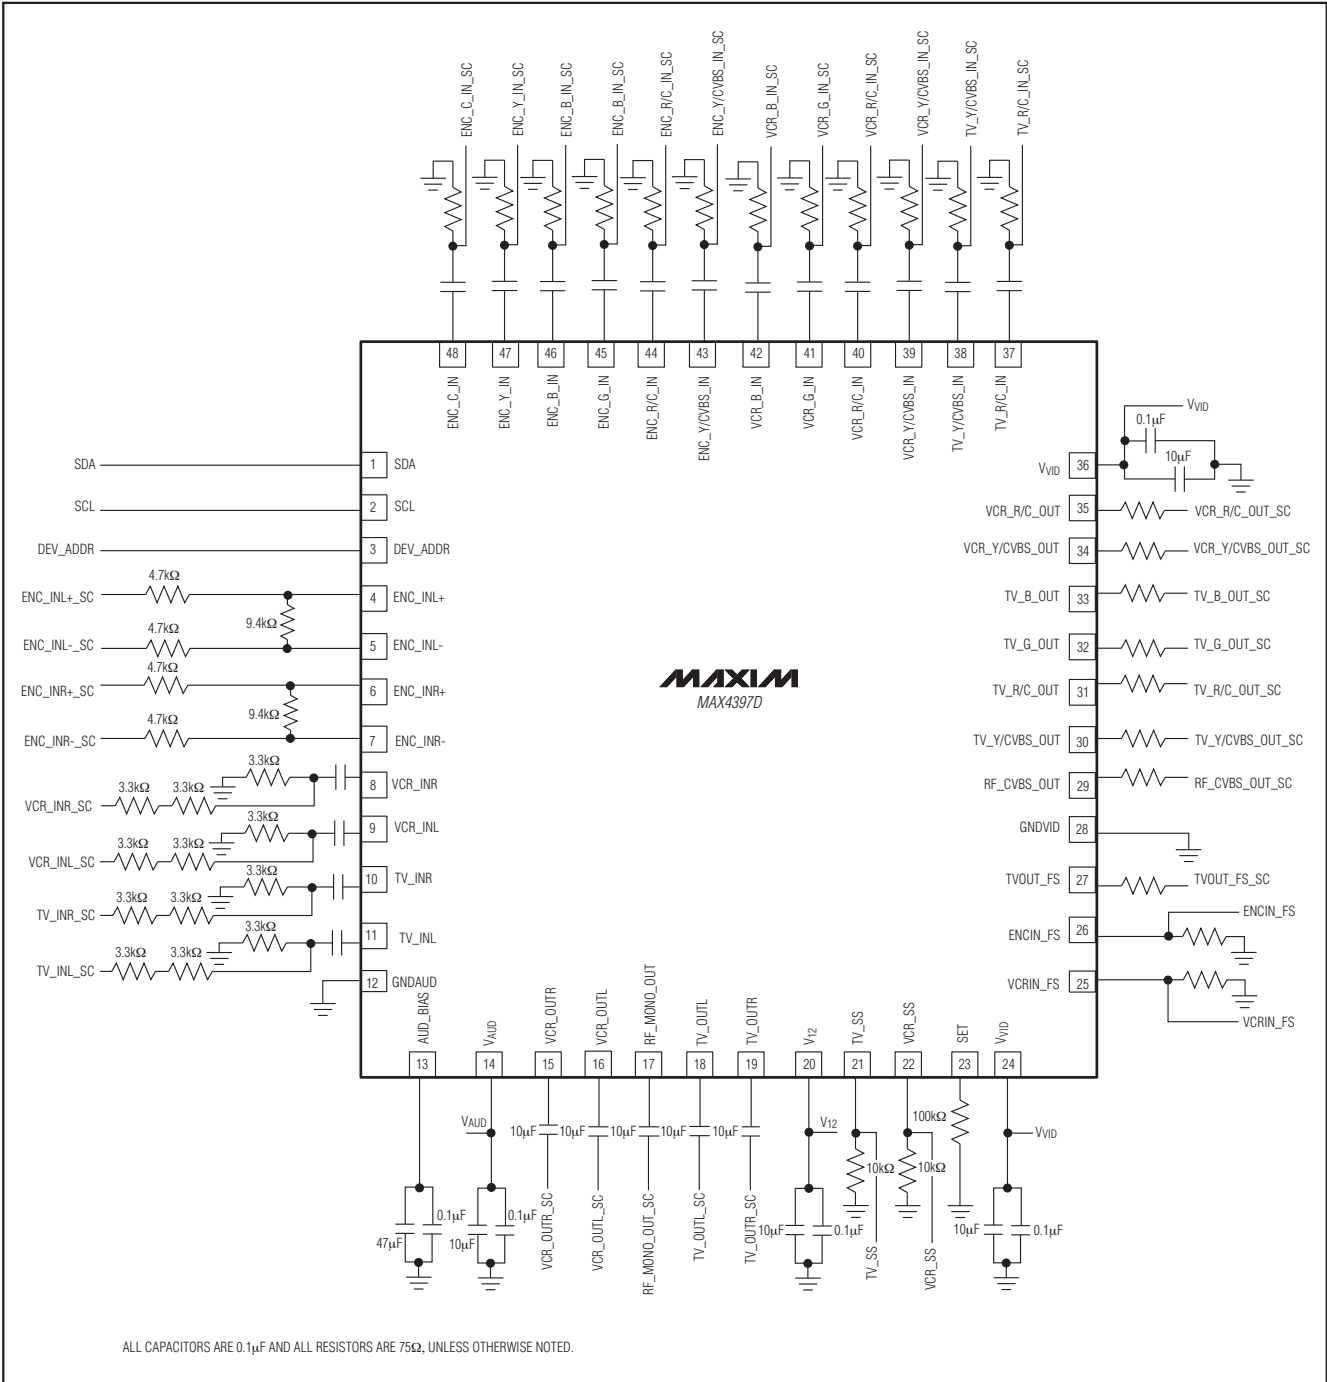 ENC_C_IN_SC
ENC_Y_IN_SC
ENC_B_IN_SC
ENC_B_IN_SC
ENC_R/C_IN_SC
ENC_Y/CVBS_IN_SC
VCR_B_IN_SC
VCR_G_IN_SC
VCR_R/C_IN_SC
VCR_Y/CVBS_IN_SC
TV_Y/CVBS_IN_SC
TV_R/C_IN_SC
48
47
46
45
44
43
42
41
40
39
38
37
ENC_C_IN
ENC_Y_IN
ENC_B_IN
ENC_G_IN
ENC_R/C_IN
ENC_Y/CVBS_IN
VCR_B_IN
VCR_G_IN
VCR_R/C_IN
VCR_Y/CVBS_IN
TV_Y/CVBS_IN
TV_R/C_IN
SDA
1 SDA
SCL
2 SCL
DEV_ADDR
3 DEV_ADDR
4.7kΩ
ENC_INL+_SC
4 ENC_INL+
9.4kΩ
4.7kΩ
ENC_INL-_SC
5 ENC_INL-
4.7kΩ
ENC_INR+_SC
6 ENC_INR+
9.4kΩ
4.7kΩ
ENC_INR-_SC
7 ENC_INR-
3.3kΩ
3.3kΩ 3.3kΩ
VCR_INR_SC
8 VCR_INR
3.3kΩ
3.3kΩ 3.3kΩ
VCR_INL_SC
9 VCR_INL
3.3kΩ
3.3kΩ 3.3kΩ
TV_INR_SC
10 TV_INR
3.3kΩ
3.3kΩ 3.3kΩ
TV_INL_SC
11 TV_INL
12 GNDAUD
MAXIM
MAX4397D
VVID
0.1µF
10µF
VVID 36
VCR_R/C_OUT 35 VCR_R/C_OUT_SC
VCR_Y/CVBS_OUT 34 VCR_Y/CVBS_OUT_SC
TV_B_OUT 33 TV_B_OUT_SC
TV_G_OUT 32 TV_G_OUT_SC
TV_R/C_OUT 31 TV_R/C_OUT_SC
TV_Y/CVBS_OUT 30 TV_Y/CVBS_OUT_SC
RF_CVBS_OUT 29 RF_CVBS_OUT_SC
GNDVID 28
TVOUT_FS 27 TVOUT_FS_SC
ENCIN_FS 26 ENCIN_FS
VCRIN_FS 25 VCRIN_FS
AUD_BIAS
VAUD
VCR_OUTR
VCR_OUTL
RF_MONO_OUT
TV_OUTL
TV_OUTR
V12
TV_SS
VCR_SS
SET
VVID
13
14
15
16
17
18
19
20
21
22
23
24
VAUD
10µF
10µF
10µF
10µF
10µF
V12
100kΩ
VVID
10kΩ
10kΩ
0.1µF
47µF
0.1µF
10µF
VCR_OUTR_SC
VCR_OUTL_SC
RF_MONO_OUT_SC
TV_OUTL_SC
TV_OUTR_SC
10µF
0.1µF
TV_SS
VCR_SS
10µF
0.1µF
ALL CAPACITORS ARE 0.1µF AND ALL RESISTORS ARE 75Ω, UNLESS OTHERWISE NOTED.